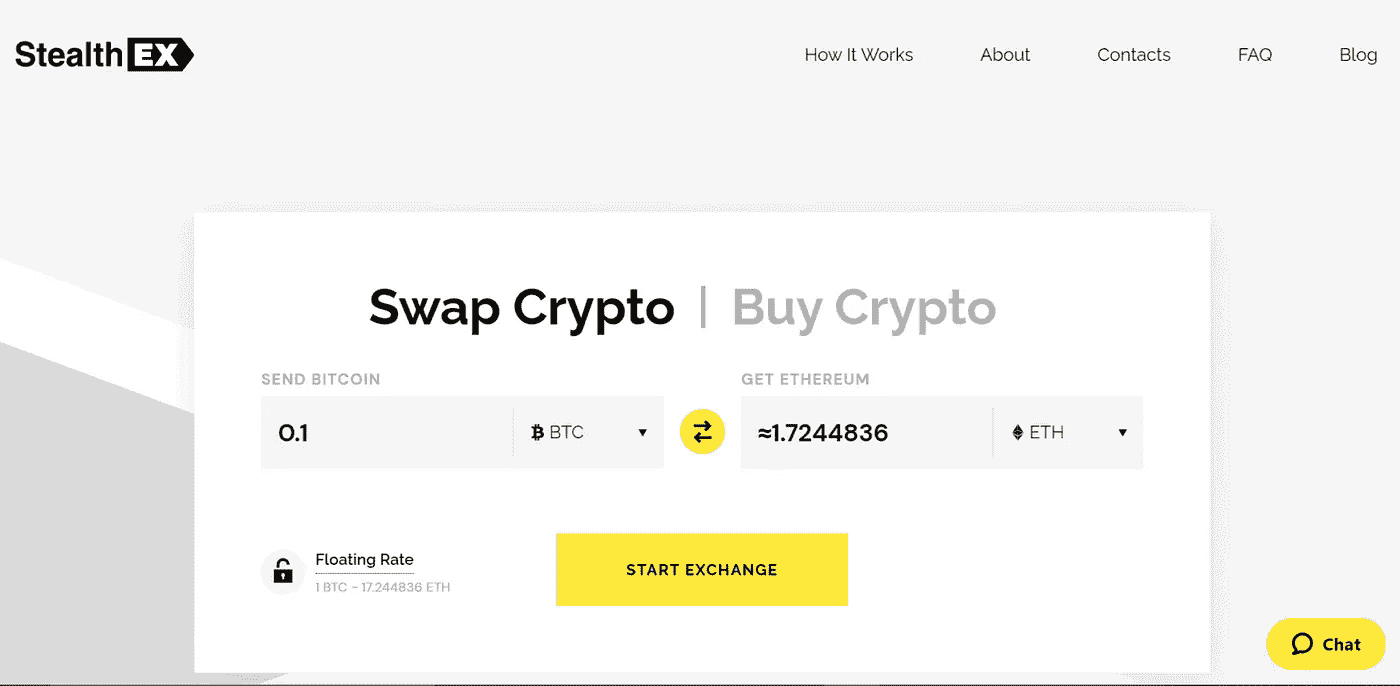 StealthEX
How It Works
About
Contacts
FAQ
Blog
Swap Crypto | Buy Crypto
SEND BITCOIN
0.1
BTC
GET ETHEREUM
≈1.7244836
ETH
Floating Rate
1 BTC ~ 17.244836 ETH
START EXCHANGE
Chat